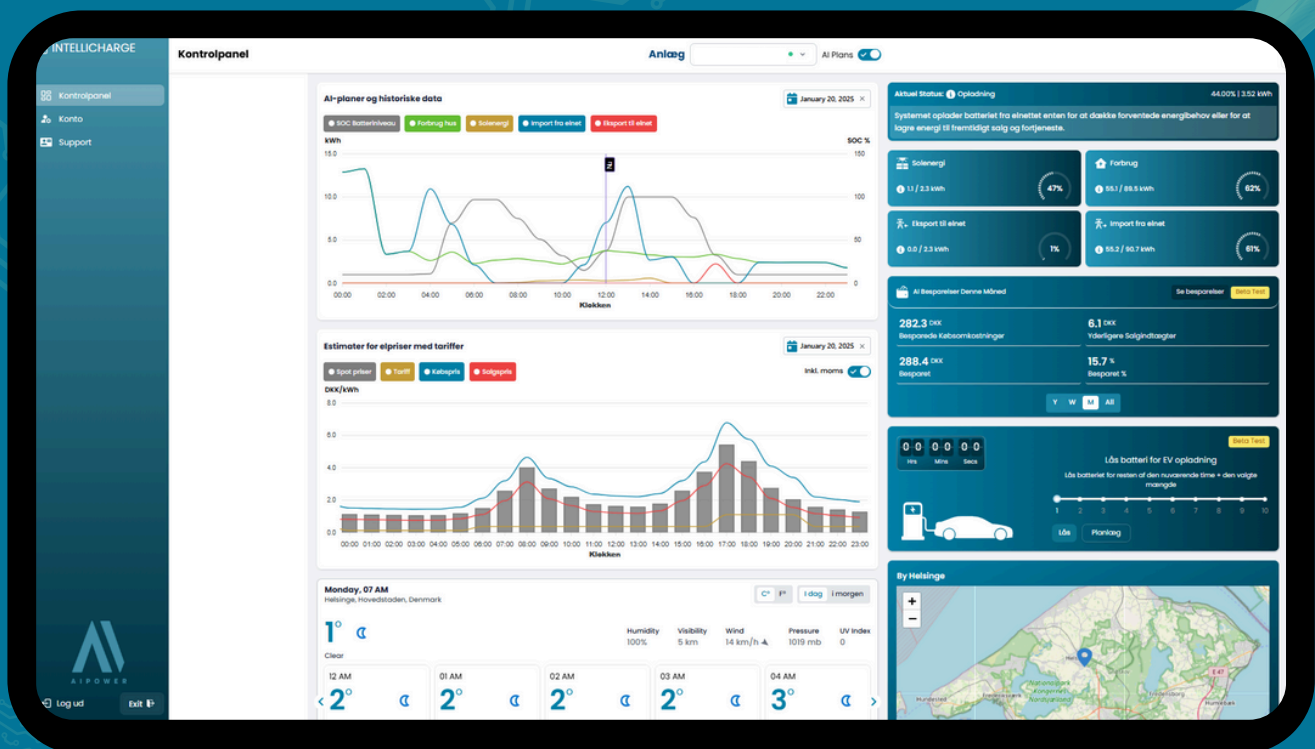 INTELLICHARGE
Kontrolpanel
Konto
Support
AIPOWER
Log ud
Exit
Kontrolpanel
Anlæg
AI Plans
AI-planer og historiske data
January 20, 2025 ×
SOC Batteriniveau
Forbrug hus
Solenergi
Import fra elnet
Eksport til elnet
kWh
SOC %
15.0
10.0
5.0
0.0
Nu
150
100
50
0
00:00 02:00 04:00 06:00 08:00 10:00 12:00 14:00 16:00 18:00 20:00 22:00
Klokken
Estimater for elpriser med tariffer
January 20, 2025 ×
Spot priser
Tariff
Købspris
Salgspris
Inkl. moms
DKK/kWh
8.0
6.0
4.0
2.0
0.0
00:00 01:00 02:00 03:00 04:00 05:00 06:00 07:00 08:00 09:00 10:00 11:00 12:00 13:00 14:00 15:00 16:00 17:00 18:00 19:00 20:00 21:00 22:00 23:00
Klokken
Monday, 07 AM
Helsinge, Hovedstaden, Denmark
C° F°
I dag i morgen
1°
Clear
Humidity Visibility Wind Pressure UV Index
100% 5 km 14 km/h 1019 mb 0
12 AM 01 AM 02 AM 03 AM 04 AM
2° 2° 2° 2° 3°
Aktuel Status: Opladning
44.00% | 3.52 kWh
Systemet oplader batteriet fra elnettet enten for at dække forventede energibehov eller for at
lagre energi til fremtidigt salg og fortjeneste.
Solenergi
1.1 / 2.3 kWh
47%
Forbrug
55.1 / 89.5 kWh
62%
Eksport til elnet
0.0 / 2.3 kWh
1%
Import fra elnet
55.2 / 90.7 kWh
61%
AI Besparelser Denne Måned
Se besparelser
Beta Test
282.3 DKK
Besparede Købsomkostninger
6.1 DKK
Yderligere Salgindtægter
288.4 DKK
Besparet
15.7 %
Besparet %
Y W M All
Beta Test
00 00 00
Hrs Mins Secs
Lås batteri for EV opladning
Lås batteriet for resten af den nuværende time + den valgte
mængde
1 2 3 4 5 6 7 8 9 10
Lås
Planlæg
By Helsinge
+
−
E47
Nationalpark
Kongernes
Nordsjælland
Hundested
Frederiksværk
Fredensborg
Humlebæk